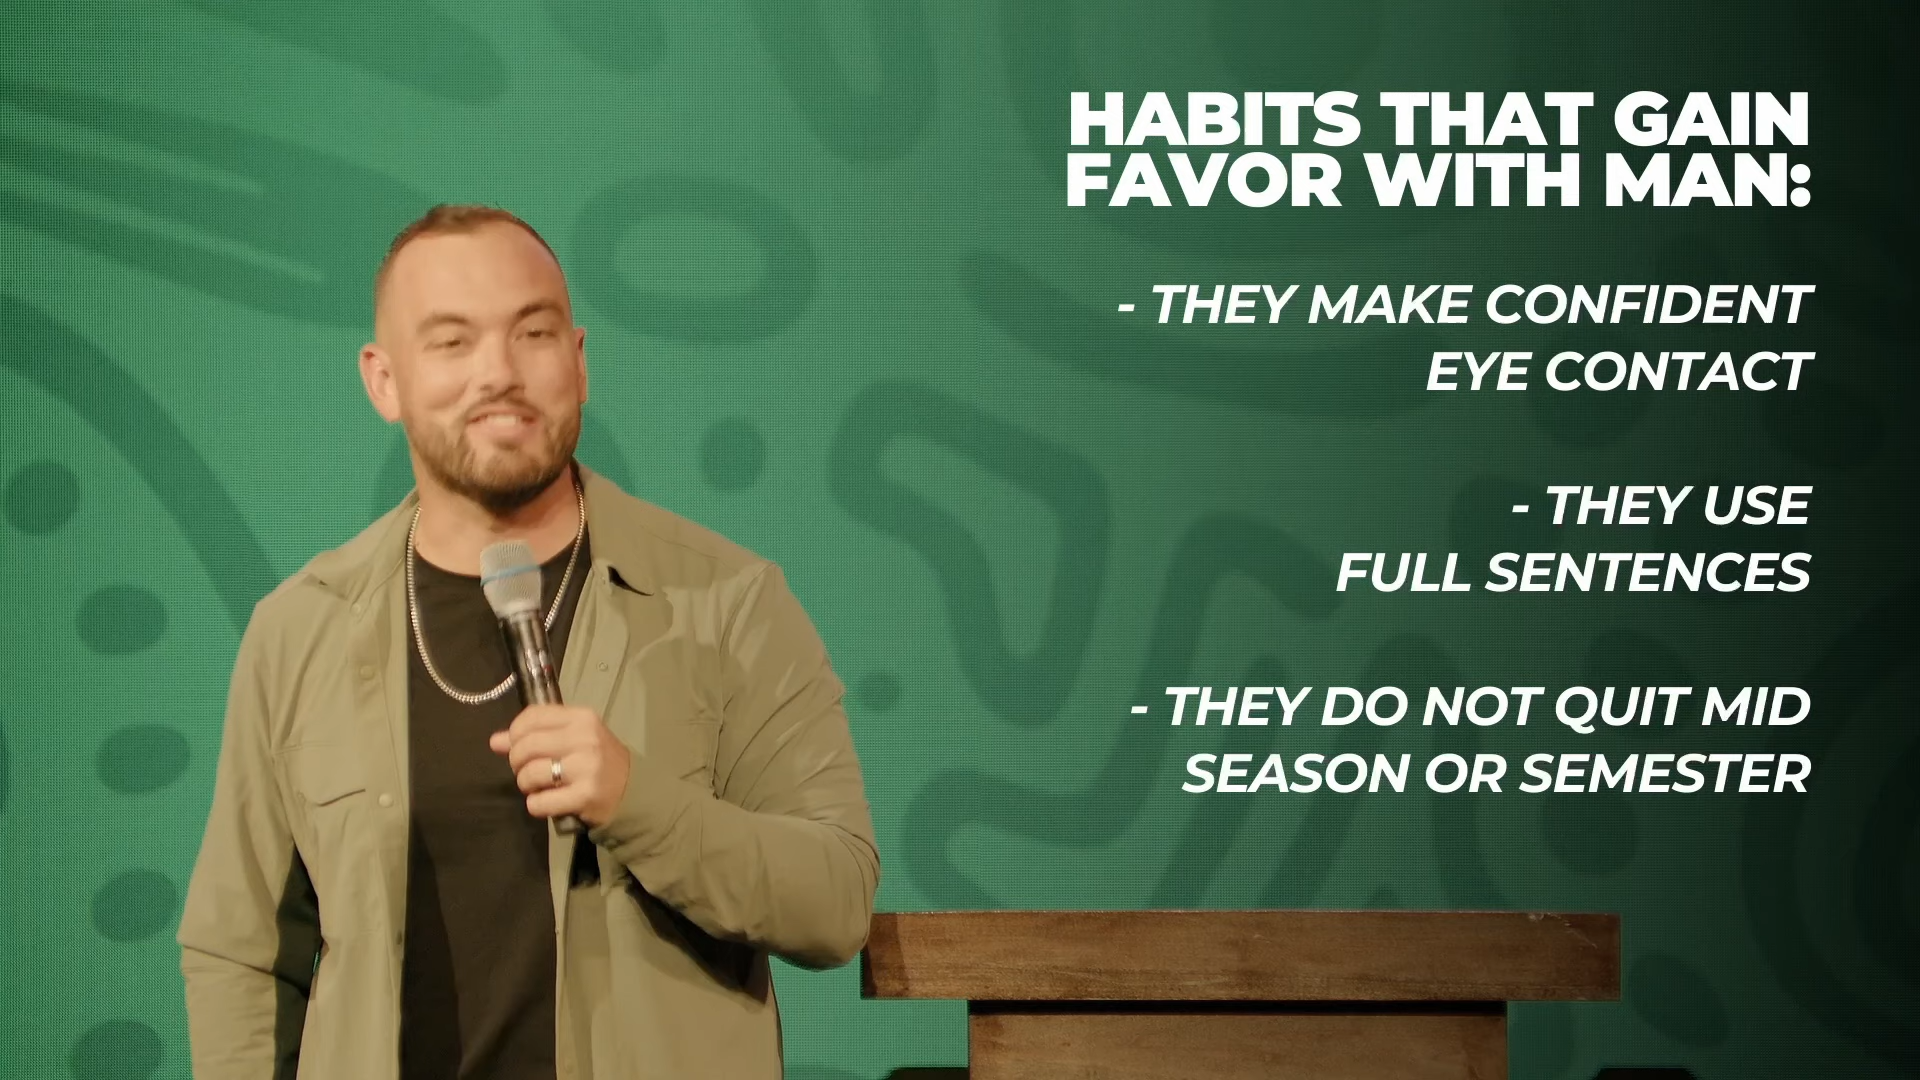 HABITS THAT GAIN
FAVOR WITH MAN:
- THEY MAKE CONFIDENT
EYE CONTACT
- THEY USE
FULL SENTENCES
- THEY DO NOT QUIT MID
SEASON OR SEMESTER